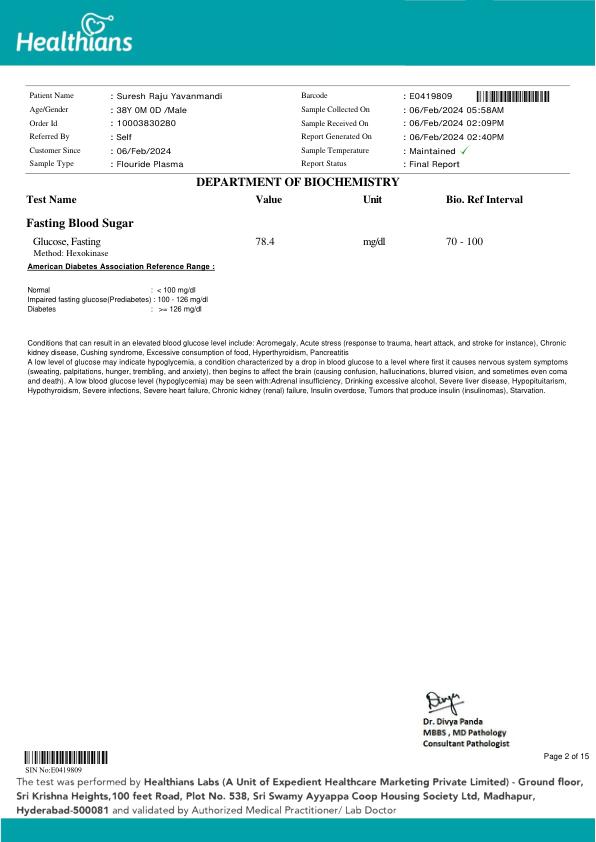 Healthians
Patient Name : Suresh Raju Yavanmandi Barcode : E0419809
Age/Gender : 38Y 0M 0D /Male Sample Collected On : 06/Feb/2024 05:58AM
Order Id : 10003830280 Sample Received On : 06/Feb/2024 02:09PM
Referred By : Self Report Generated On : 06/Feb/2024 02:40PM
Customer Since : 06/Feb/2024 Sample Temperature : Maintained ✓
Sample Type : Flouride Plasma Report Status : Final Report
DEPARTMENT OF BIOCHEMISTRY
Test Name Value Unit Bio. Ref Interval
Fasting Blood Sugar
Glucose, Fasting 78.4 mg/dl 70 - 100
Method: Hexokinase
American Diabetes Association Reference Range :
Normal : < 100 mg/dl
Impaired fasting glucose(Prediabetes) : 100 - 126 mg/dl
Diabetes : >= 126 mg/dl
Conditions that can result in an elevated blood glucose level include: Acromegaly, Acute stress (response to trauma, heart attack, and stroke for instance), Chronic
kidney disease, Cushing syndrome, Excessive consumption of food, Hyperthyroidism, Pancreatitis
A low level of glucose may indicate hypoglycemia, a condition characterized by a drop in blood glucose to a level where first it causes nervous system symptoms
(sweating, palpitations, hunger, trembling, and anxiety), then begins to affect the brain (causing confusion, hallucinations, blurred vision, and sometimes even coma
and death). A low blood glucose level (hypoglycemia) may be seen with:Adrenal insufficiency, Drinking excessive alcohol, Severe liver disease, Hypopituitarism,
Hypothyroidism, Severe infections, Severe heart failure, Chronic kidney (renal) failure, Insulin overdose, Tumors that produce insulin (insulinomas), Starvation.
Divya
Dr. Divya Panda
MBBS , MD Pathology
Consultant Pathologist
Page 2 of 15
SIN No:E0419809
The test was performed by Healthians Labs (A Unit of Expedient Healthcare Marketing Private Limited) - Ground floor,
Sri Krishna Heights,100 feet Road, Plot No. 538, Sri Swamy Ayyappa Coop Housing Society Ltd, Madhapur,
Hyderabad-500081 and validated by Authorized Medical Practitioner/ Lab Doctor